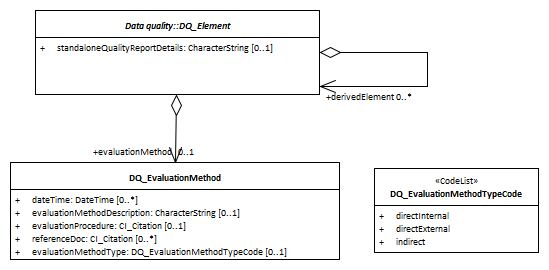 Data quality::DQ_Element
+ standaloneQualityReportDetails: CharacterString [0..1]
+derivedElement 0..*
+evaluationMethod 0..1
DQ_EvaluationMethod
+ dateTime: DateTime [0..*]
+ evaluationMethodDescription: CharacterString [0..1]
+ evaluationProcedure: CI_Citation [0..1]
+ referenceDoc: CI_Citation [0..*]
+ evaluationMethodType: DQ_EvaluationMethodTypeCode [0..1]
«CodeList»
DQ_EvaluationMethodTypeCode
+ directInternal
+ directExternal
+ indirect